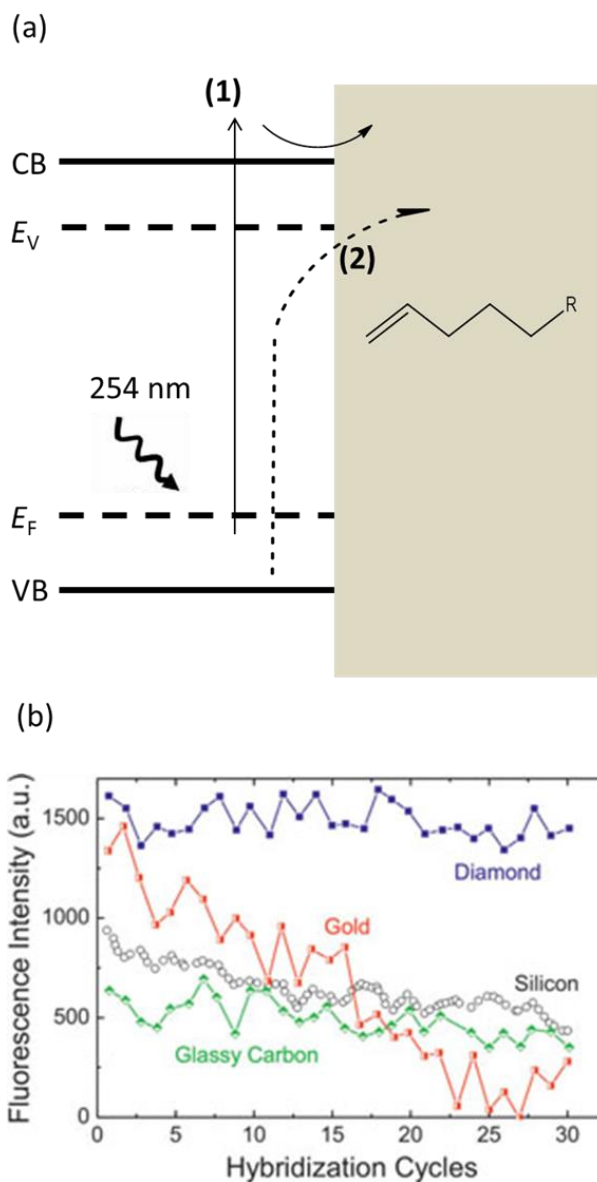 (a)
(1)
CB
E_V
(2)
R
254 nm
E_F
VB
(b)
Fluorescence Intensity (a.u.)
1500
1000
500
0
Diamond
Gold
Silicon
Glassy Carbon
0 5 10 15 20 25 30
Hybridization Cycles